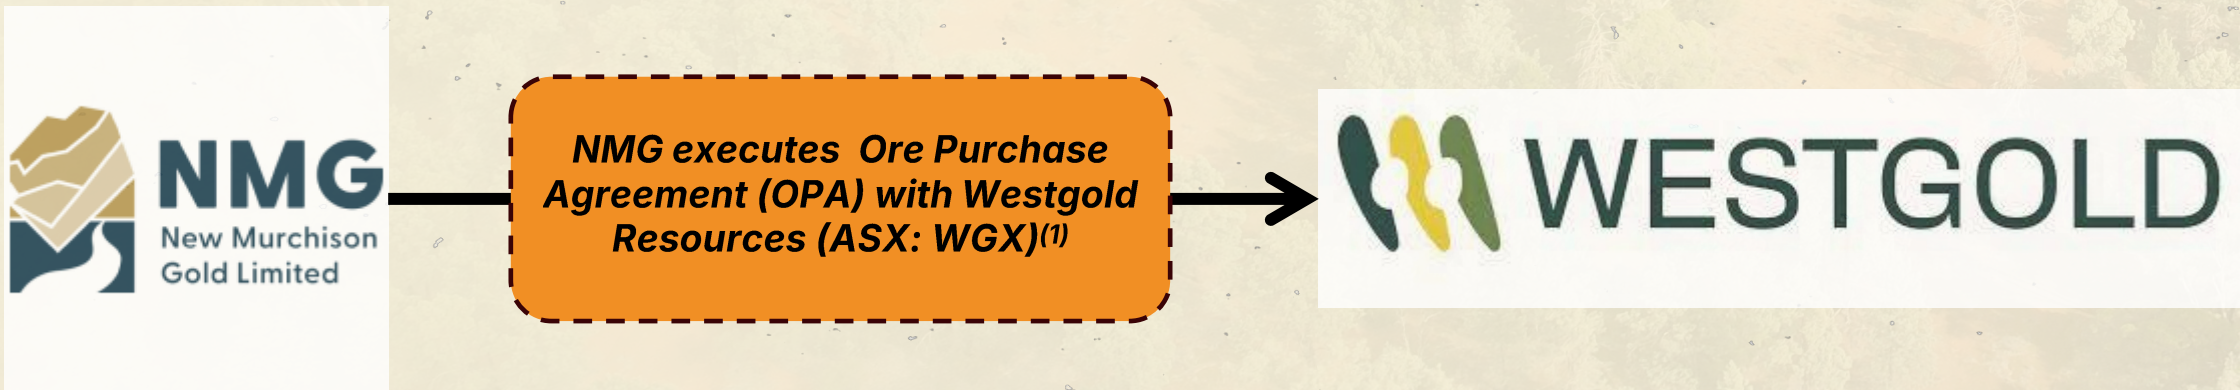 NMG
New Murchison
Gold Limited
NMG executes  Ore Purchase
Agreement (OPA) with Westgold
Resources (ASX: WGX)(1)
WESTGOLD